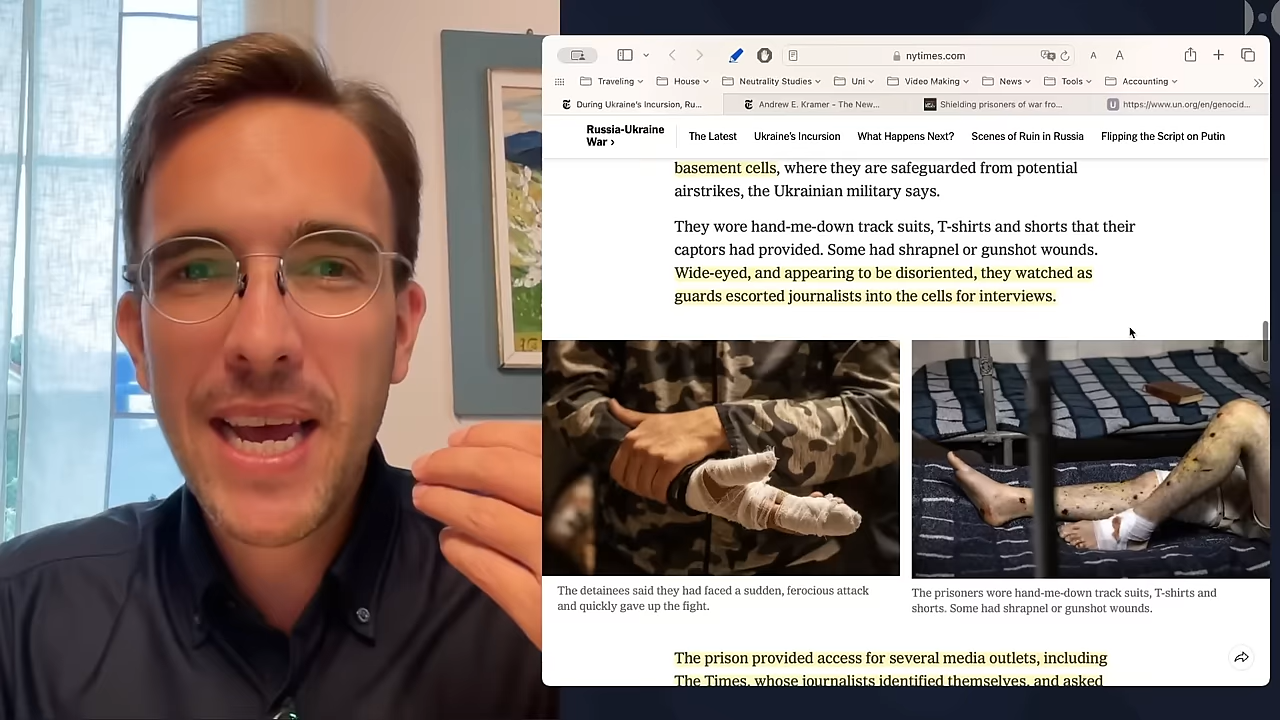 nytimes.com
A
A
Traveling
House
Neutrality Studies
Uni
Video Making
News
Tools
Accounting
During Ukraine's Incursion, Ru...
Andrew E. Kramer - The New...
Shielding prisoners of war fro...
U
https://www.un.org/en/genocid...
Russia-Ukraine
War ›
The Latest
Ukraine's Incursion
What Happens Next?
Scenes of Ruin in Russia
Flipping the Script on Putin
basement cells, where they are safeguarded from potential
airstrikes, the Ukrainian military says.
They wore hand-me-down track suits, T-shirts and shorts that their
captors had provided. Some had shrapnel or gunshot wounds.
Wide-eyed, and appearing to be disoriented, they watched as
guards escorted journalists into the cells for interviews.
The detainees said they had faced a sudden, ferocious attack
and quickly gave up the fight.
The prisoners wore hand-me-down track suits, T-shirts and
shorts. Some had shrapnel or gunshot wounds.
The prison provided access for several media outlets, including
The Times, whose journalists identified themselves, and asked